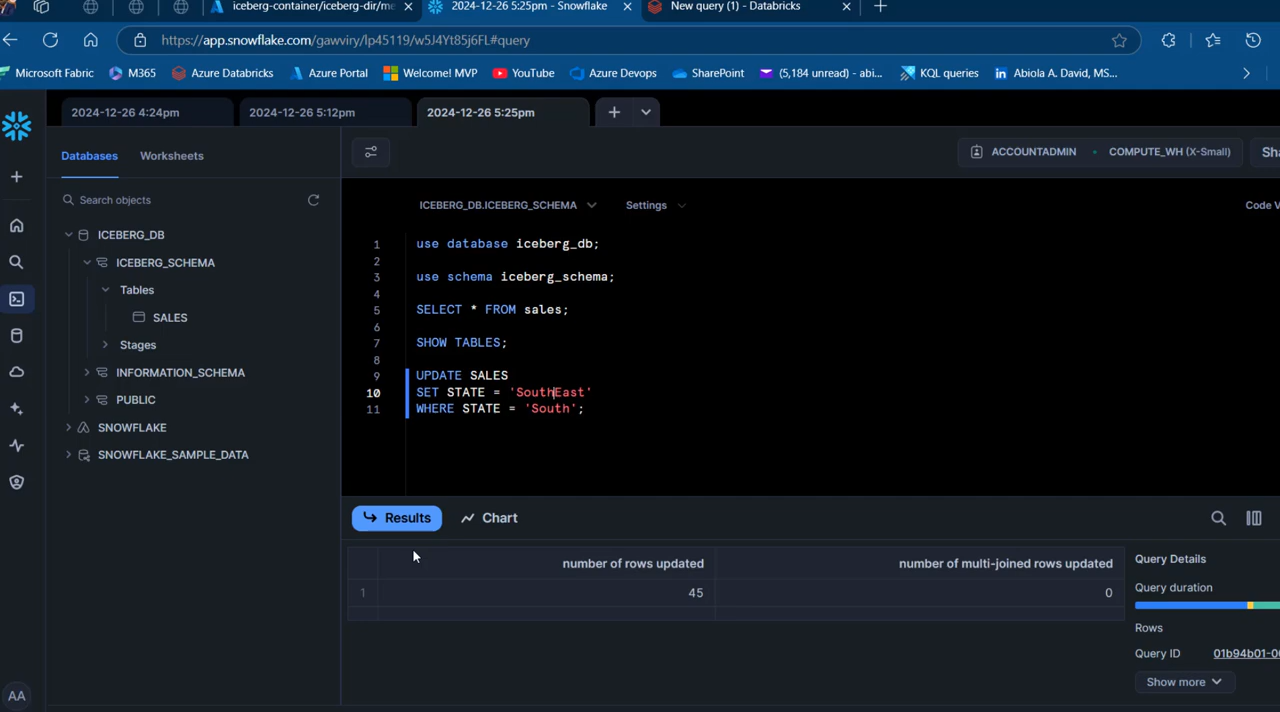 iceberg-container/iceberg-dir/me
2024-12-26 5:25pm - Snowflake
New query (1) - Databricks
https://app.snowflake.com/gawviry/lp45119/w5J4Yt85j6FL#query
Microsoft Fabric
M365
Azure Databricks
Azure Portal
Welcome! MVP
YouTube
Azure Devops
SharePoint
(5,184 unread) - abi...
KQL queries
Abiola A. David, MS...
2024-12-26 4:24pm
2024-12-26 5:12pm
2024-12-26 5:25pm
Databases
Worksheets
ACCOUNTADMIN
COMPUTE_WH (X-Small)
Sha
Search objects
ICEBERG_DB.ICEBERG_SCHEMA
Settings
Code V
ICEBERG_DB
ICEBERG_SCHEMA
Tables
SALES
Stages
INFORMATION_SCHEMA
PUBLIC
SNOWFLAKE
SNOWFLAKE_SAMPLE_DATA
1 use database iceberg_db;
2
3 use schema iceberg_schema;
4
5 SELECT * FROM sales;
6
7 SHOW TABLES;
8
9 UPDATE SALES
10 SET STATE = 'SouthEast'
11 WHERE STATE = 'South';
Results
Chart
number of rows updated
number of multi-joined rows updated
1 45 0
Query Details
Query duration
Rows
Query ID
01b94b01-0
Show more
AA